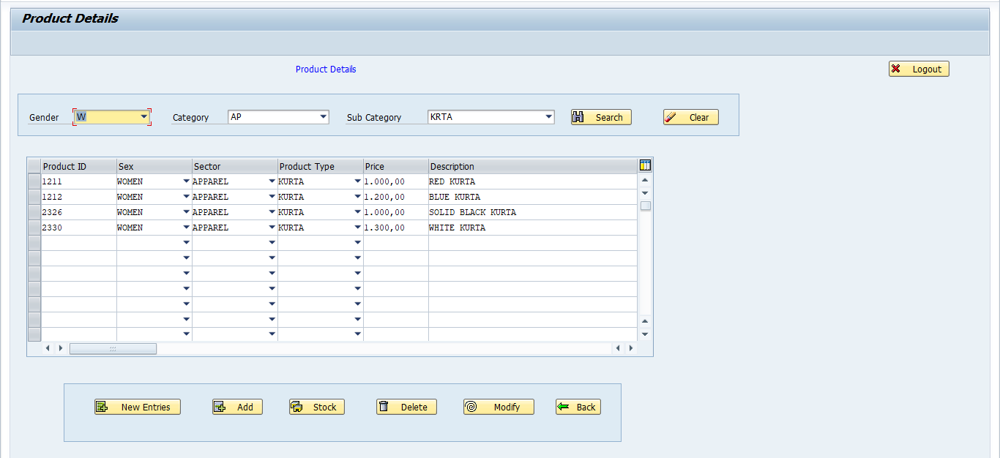 Product Details
Product Details
Logout
Gender W Category AP Sub Category KRTA Search Clear
Product ID Sex Sector Product Type Price Description
1211 WOMEN APPAREL KURTA 1.000,00 RED KURTA
1212 WOMEN APPAREL KURTA 1.200,00 BLUE KURTA
2326 WOMEN APPAREL KURTA 1.000,00 SOLID BLACK KURTA
2330 WOMEN APPAREL KURTA 1.300,00 WHITE KURTA
New Entries Add Stock Delete Modify Back